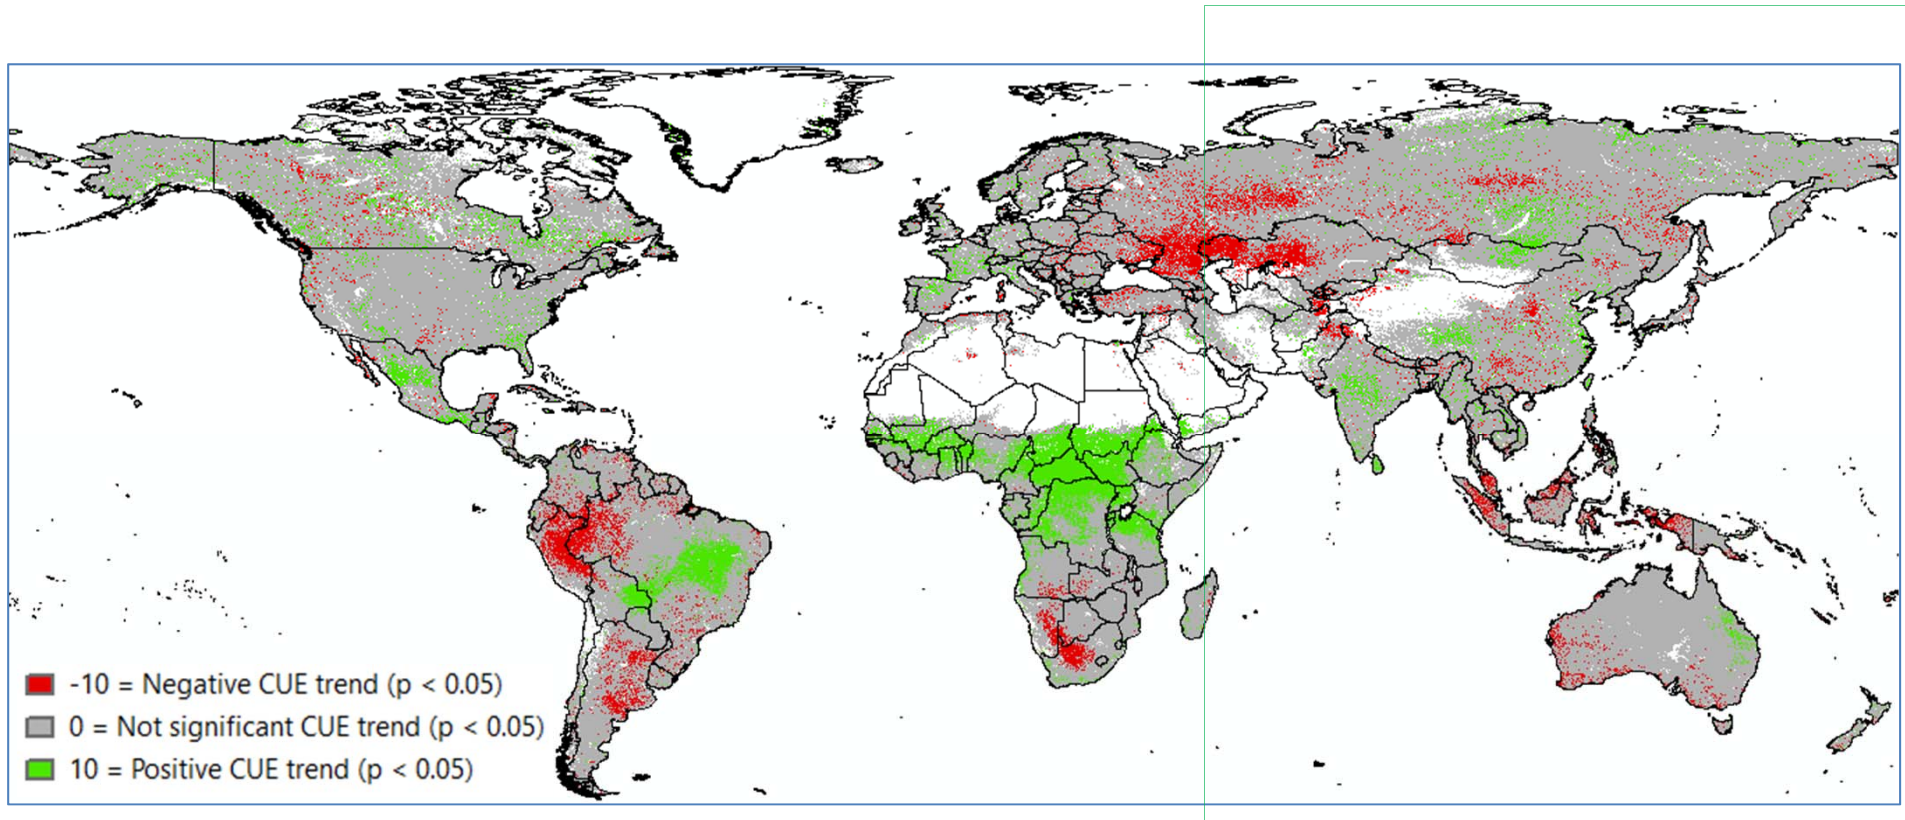 -10 = Negative CUE trend (p < 0.05)
0 = Not significant CUE trend (p < 0.05)
10 = Positive CUE trend (p < 0.05)